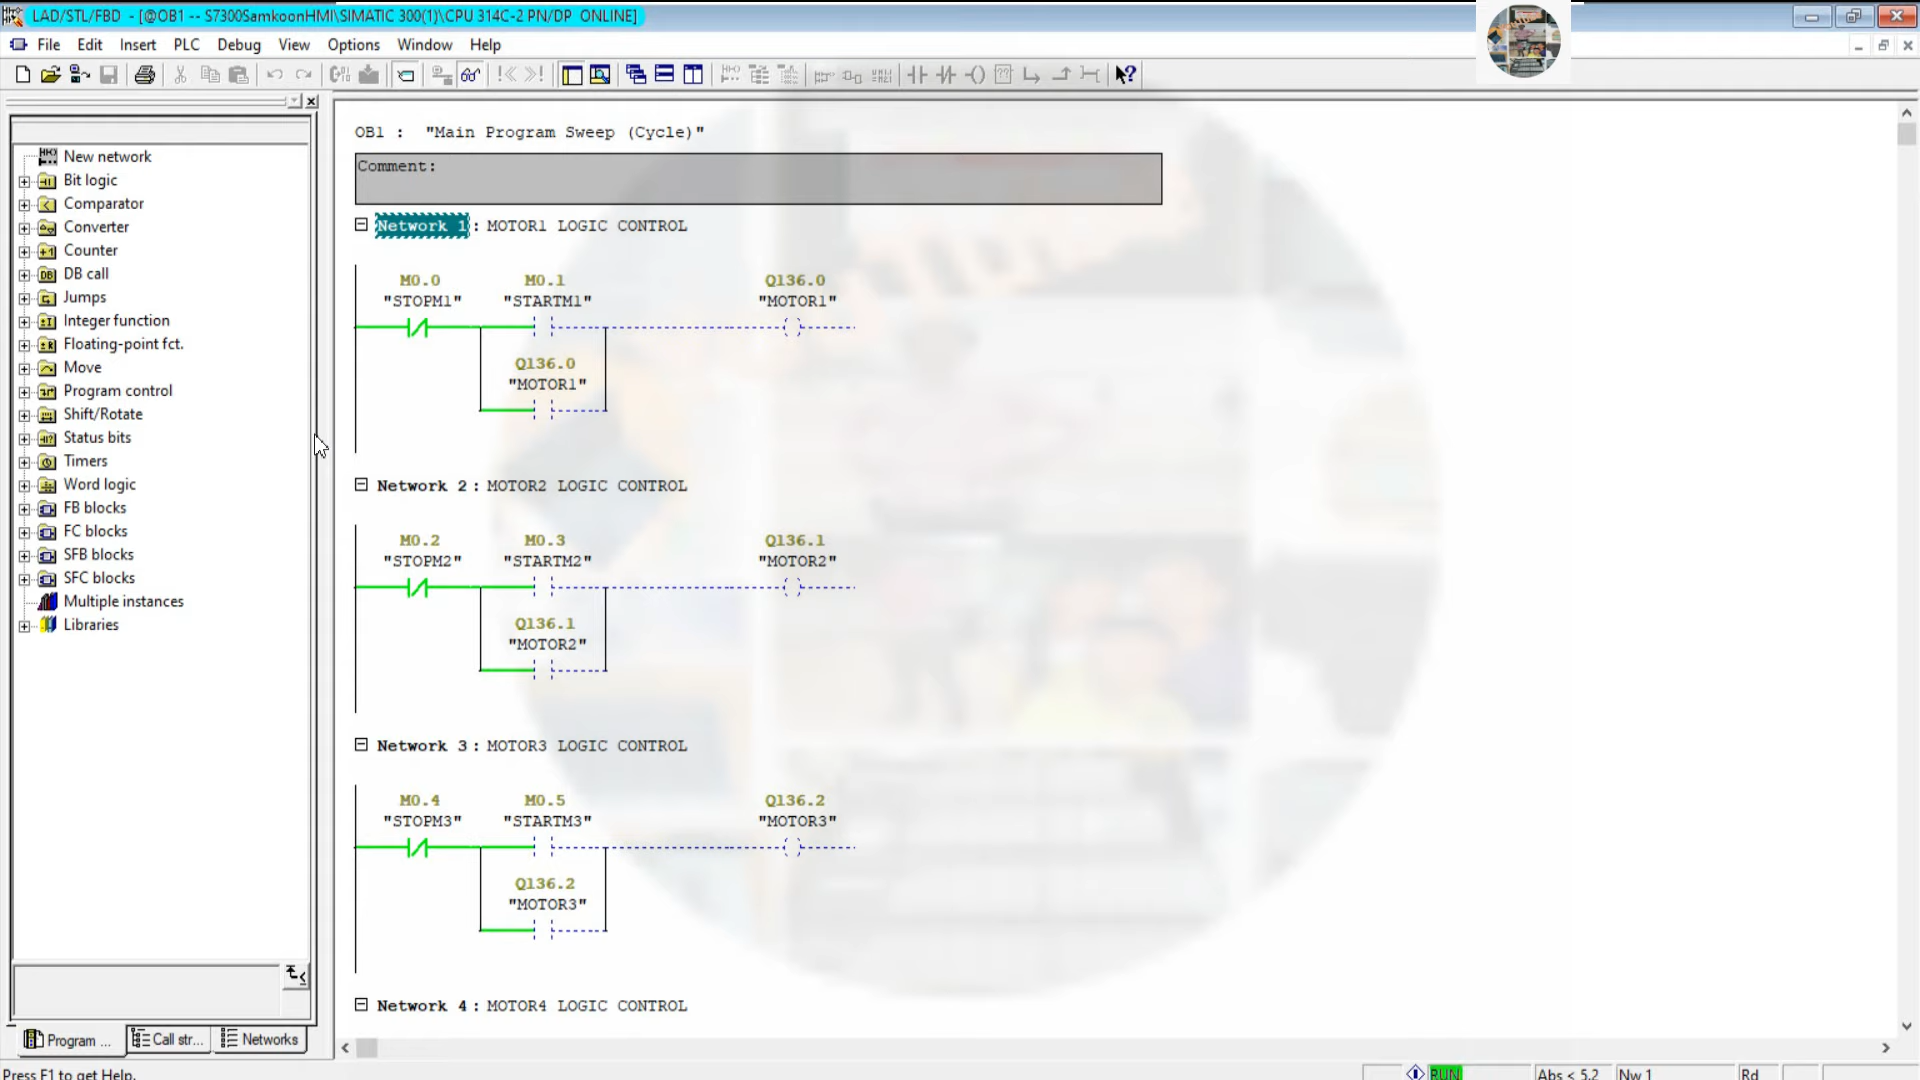 LAD/STL/FBD - [@OB1 -- S7300SamkoonHMI\SIMATIC 300(1)\CPU 314C-2 PN/DP ONLINE]
File Edit Insert PLC Debug View Options Window Help
New network
Bit logic
Comparator
Converter
Counter
DB call
Jumps
Integer function
Floating-point fct.
Move
Program control
Shift/Rotate
Status bits
Timers
Word logic
FB blocks
FC blocks
SFB blocks
SFC blocks
Multiple instances
Libraries
Program ... Call str... Networks
OB1 : "Main Program Sweep (Cycle)"
Comment:
Network 1 : MOTOR1 LOGIC CONTROL
M0.0 M0.1 Q136.0
"STOPM1" "STARTM1" "MOTOR1"
Q136.0
"MOTOR1"
Network 2 : MOTOR2 LOGIC CONTROL
M0.2 M0.3 Q136.1
"STOPM2" "STARTM2" "MOTOR2"
Q136.1
"MOTOR2"
Network 3 : MOTOR3 LOGIC CONTROL
M0.4 M0.5 Q136.2
"STOPM3" "STARTM3" "MOTOR3"
Q136.2
"MOTOR3"
Network 4 : MOTOR4 LOGIC CONTROL
Press F1 to get Help. RUN Abs < 5.2 Nw 1 Rd